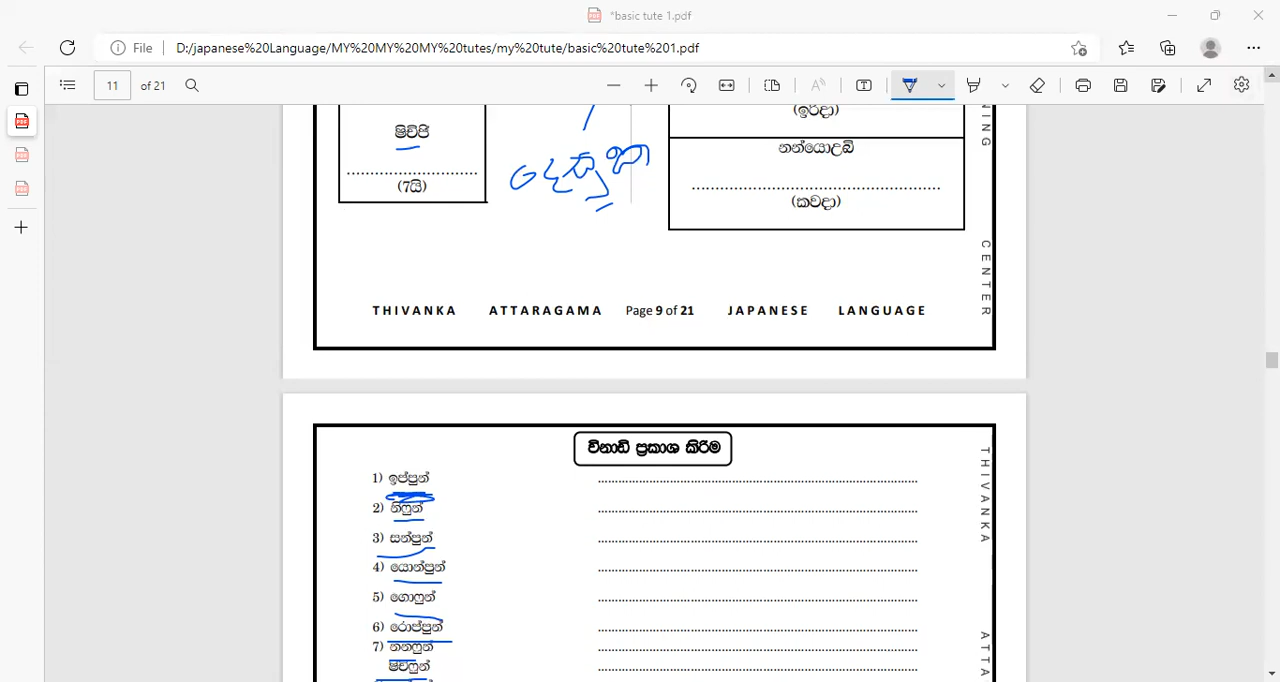 *basic tute 1.pdf
File D:/japanese%20Language/MY%20MY%20MY%20tutes/my%20tute/basic%20tute%201.pdf
11 of 21
ෂිචිජි
(7යි)
දෙසුකා
(ඉරිදා)
නන්යොඋබි
(කවදා)
NING CENTER
THIVANKA ATTARAGAMA Page 9 of 21 JAPANESE LANGUAGE
විනාඩි ප්‍රකාශ කිරිම
1) ඉප්පුන්
2) නිෆුන්
3) සන්පුන්
4) යොන්පුන්
5) ගොෆුන්
6) රොප්පුන්
7) නනෆුන්
ෂිචිෆුන්
THIVANKA ATTA